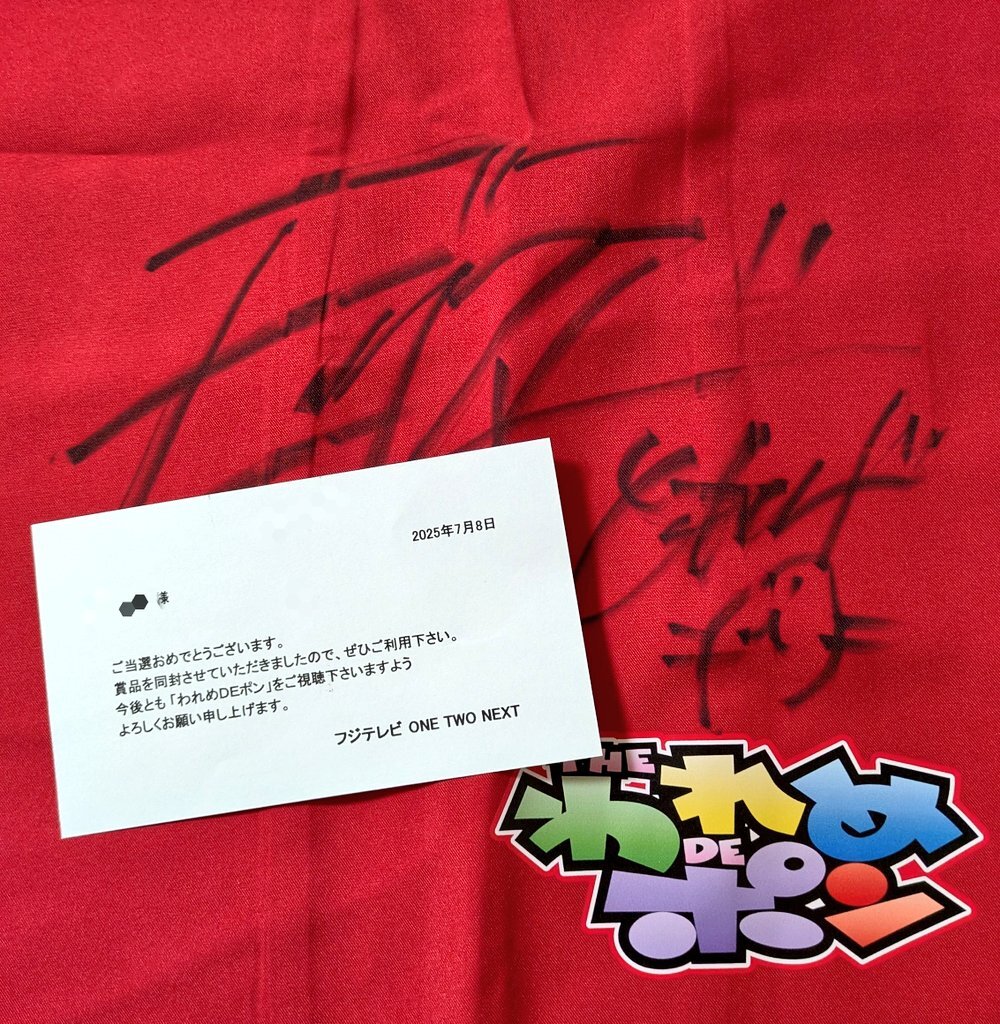 2025年7月8日
様
ご当選おめでとうございます。
賞品を同封させていただきましたので、ぜひご利用下さい。
今後とも「われめDEポン」をご視聴下さいますよう
よろしくお願い申し上げます。
フジテレビ ONE TWO NEXT
THE
われめ
DE
ポン